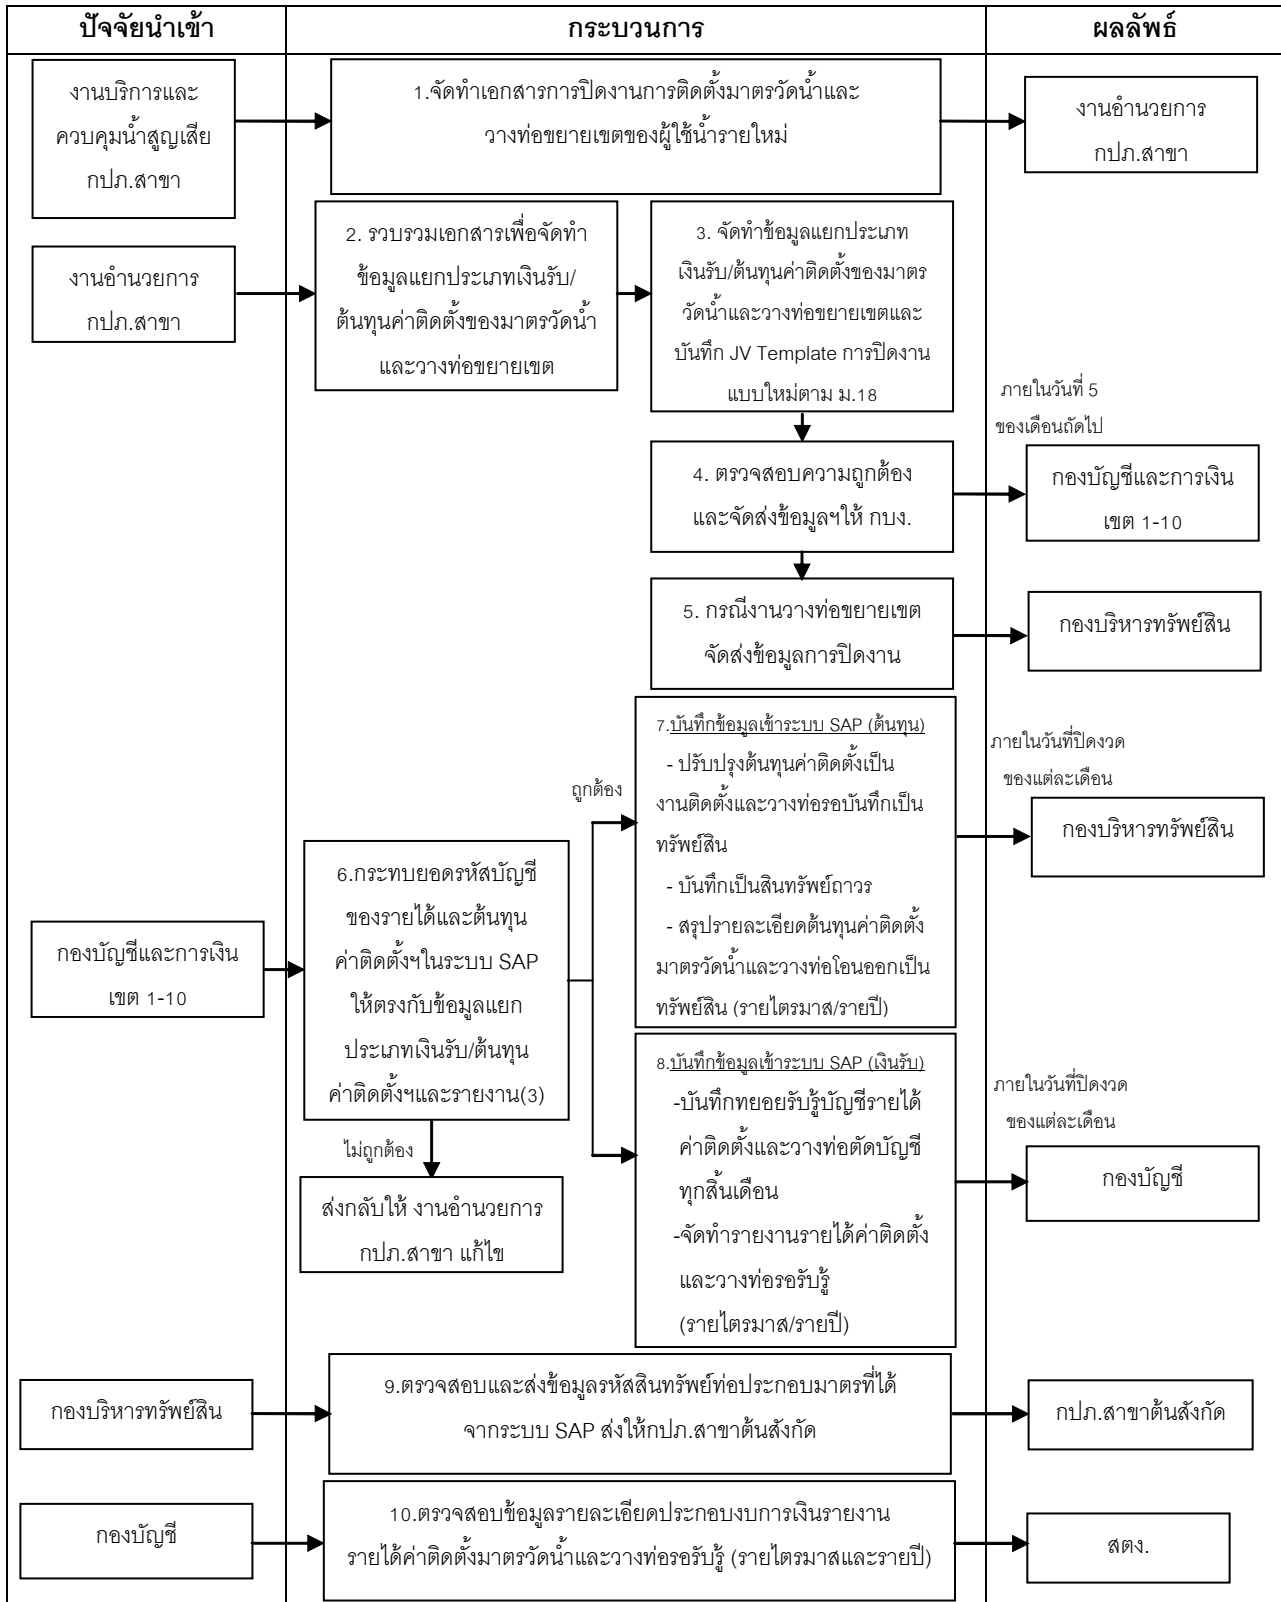 ปัจจัยนำเข้า
กระบวนการ
ผลลัพธ์
งานบริการและ
ควบคุมน้ำสูญเสีย
กปภ.สาขา
1.จัดทำเอกสารการปิดงานการติดตั้งมาตรวัดน้ำและ
วางท่อขยายเขตของผู้ใช้น้ำรายใหม่
งานอำนวยการ
กปภ.สาขา
งานอำนวยการ
กปภ.สาขา
2. รวบรวมเอกสารเพื่อจัดทำ
ข้อมูลแยกประเภทเงินรับ/
ต้นทุนค่าติดตั้งของมาตรวัดน้ำ
และวางท่อขยายเขต
3. จัดทำข้อมูลแยกประเภท
เงินรับ/ต้นทุนค่าติดตั้งของมาตร
วัดน้ำและวางท่อขยายเขตและ
บันทึก JV Template การปิดงาน
แบบใหม่ตาม ม.18
ภายในวันที่ 5
ของเดือนถัดไป
4. ตรวจสอบความถูกต้อง
และจัดส่งข้อมูลฯให้ กบง.
กองบัญชีและการเงิน
เขต 1-10
5. กรณีงานวางท่อขยายเขต
จัดส่งข้อมูลการปิดงาน
กองบริหารทรัพย์สิน
กองบัญชีและการเงิน
เขต 1-10
6.กระทบยอดรหัสบัญชี
ของรายได้และต้นทุน
ค่าติดตั้งฯในระบบ SAP
ให้ตรงกับข้อมูลแยก
ประเภทเงินรับ/ต้นทุน
ค่าติดตั้งฯและรายงาน(3)
ถูกต้อง
7.บันทึกข้อมูลเข้าระบบ SAP (ต้นทุน)
- ปรับปรุงต้นทุนค่าติดตั้งเป็น
งานติดตั้งและวางท่อรอบันทึกเป็น
ทรัพย์สิน
- บันทึกเป็นสินทรัพย์ถาวร
- สรุปรายละเอียดต้นทุนค่าติดตั้ง
มาตรวัดน้ำและวางท่อโอนออกเป็น
ทรัพย์สิน (รายไตรมาส/รายปี)
ภายในวันที่ปิดงวด
ของแต่ละเดือน
กองบริหารทรัพย์สิน
ไม่ถูกต้อง
ส่งกลับให้ งานอำนวยการ
กปภ.สาขา แก้ไข
8.บันทึกข้อมูลเข้าระบบ SAP (เงินรับ)
-บันทึกทยอยรับรู้บัญชีรายได้
ค่าติดตั้งและวางท่อตัดบัญชี
ทุกสิ้นเดือน
-จัดทำรายงานรายได้ค่าติดตั้ง
และวางท่อรอรับรู้
(รายไตรมาส/รายปี)
ภายในวันที่ปิดงวด
ของแต่ละเดือน
กองบัญชี
กองบริหารทรัพย์สิน
9.ตรวจสอบและส่งข้อมูลรหัสสินทรัพย์ท่อประกอบมาตรที่ได้
จากระบบ SAP ส่งให้กปภ.สาขาต้นสังกัด
กปภ.สาขาต้นสังกัด
กองบัญชี
10.ตรวจสอบข้อมูลรายละเอียดประกอบงบการเงินรายงาน
รายได้ค่าติดตั้งมาตรวัดน้ำและวางท่อรอรับรู้ (รายไตรมาสและรายปี)
สตง.